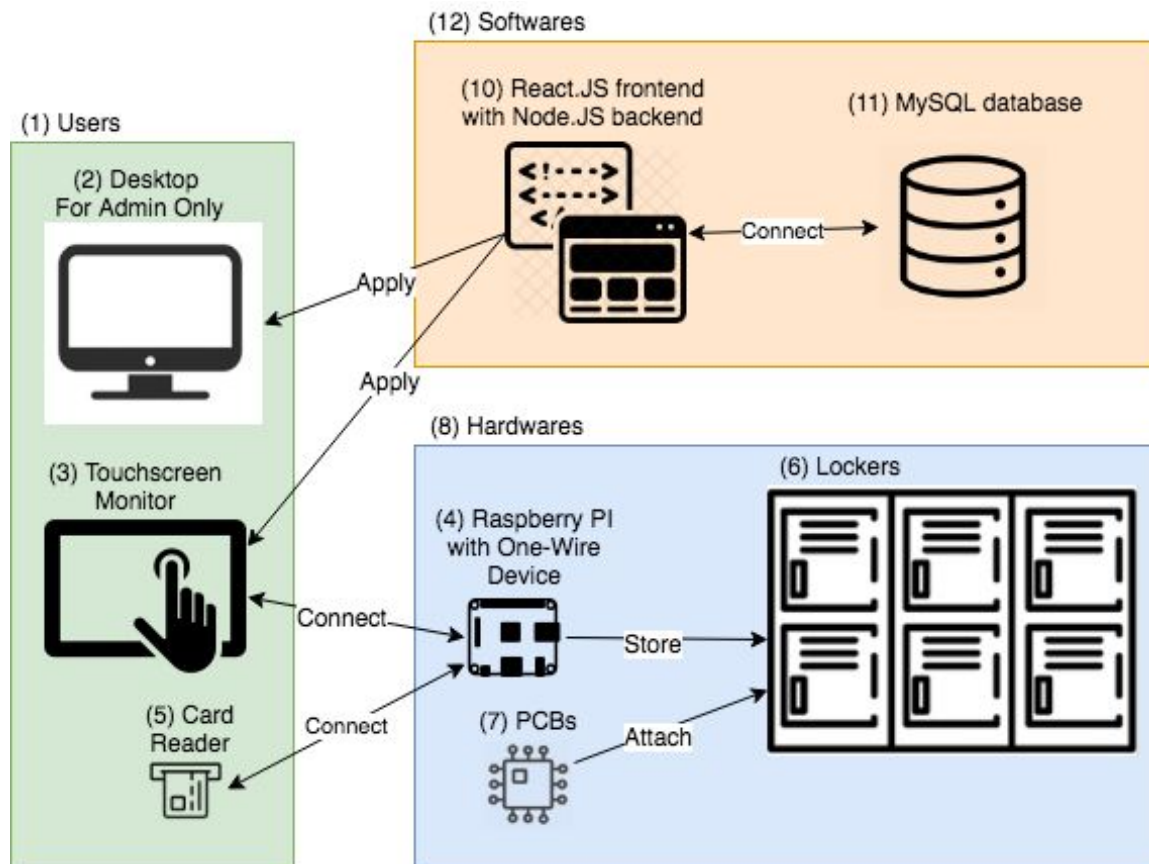 (12) Softwares
(10) React.JS frontend
with Node.JS backend
(11) MySQL database
Connect
(1) Users
(2) Desktop
For Admin Only
Apply
Apply
(3) Touchscreen
Monitor
(8) Hardwares
(6) Lockers
(4) Raspberry PI
with One-Wire
Device
Connect
Store
(5) Card
Reader
Connect
(7) PCBs
Attach